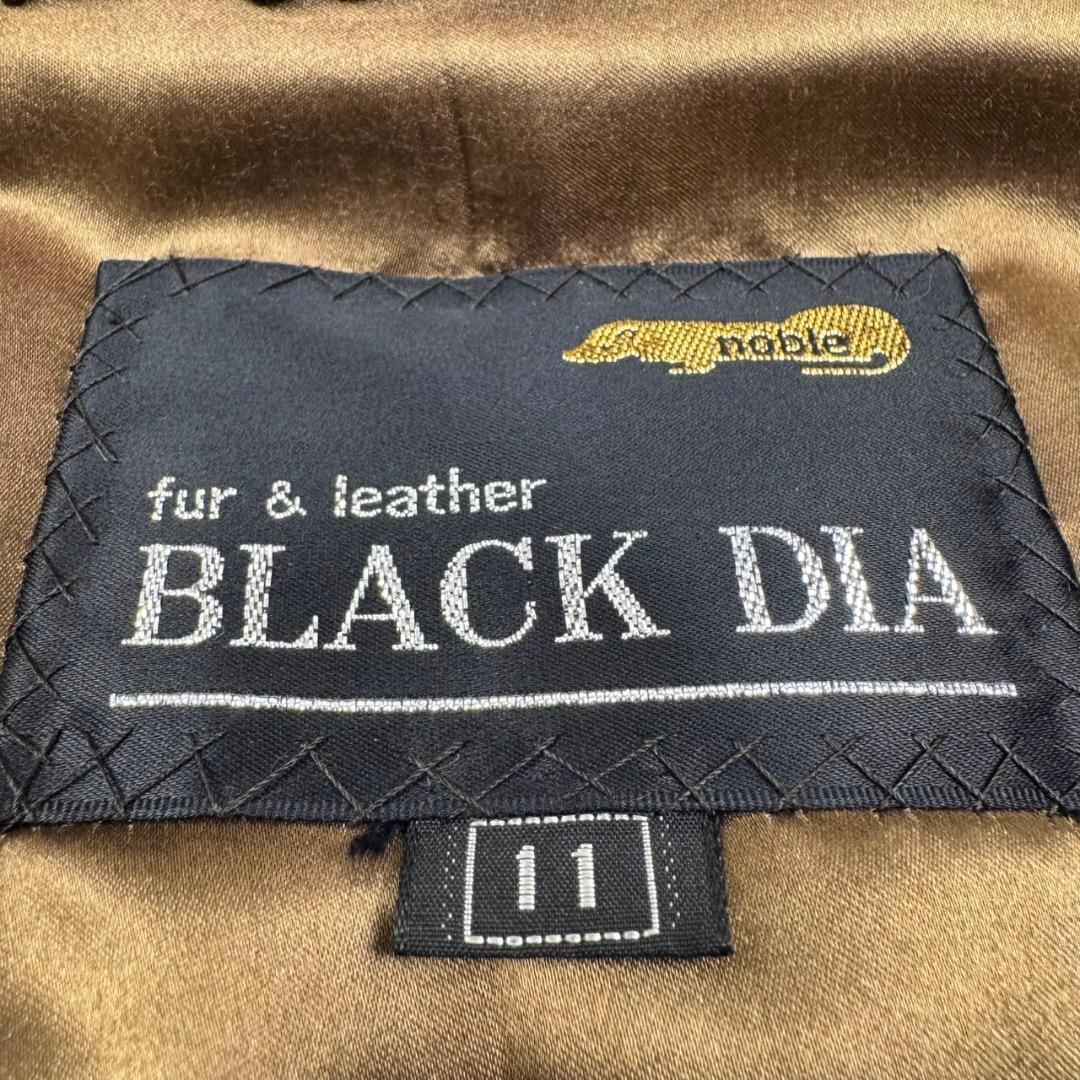 noble
fur & leather
BLACK DIA
11